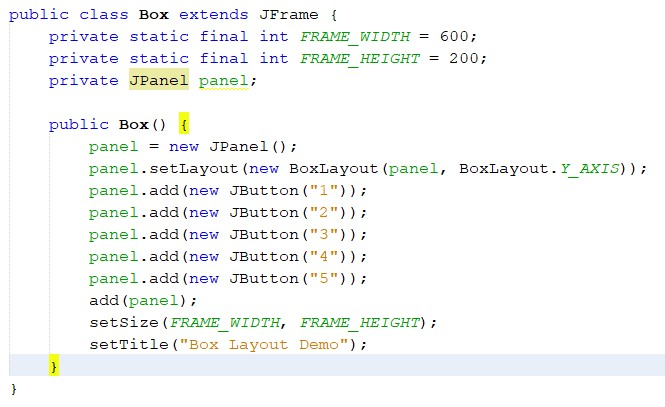 public class Box extends JFrame {
    private static final int FRAME_WIDTH = 600;
    private static final int FRAME_HEIGHT = 200;
    private JPanel panel;

    public Box() {
        panel = new JPanel();
        panel.setLayout(new BoxLayout(panel, BoxLayout.Y_AXIS));
        panel.add(new JButton("1"));
        panel.add(new JButton("2"));
        panel.add(new JButton("3"));
        panel.add(new JButton("4"));
        panel.add(new JButton("5"));
        add(panel);
        setSize(FRAME_WIDTH, FRAME_HEIGHT);
        setTitle("Box Layout Demo");
    }
}